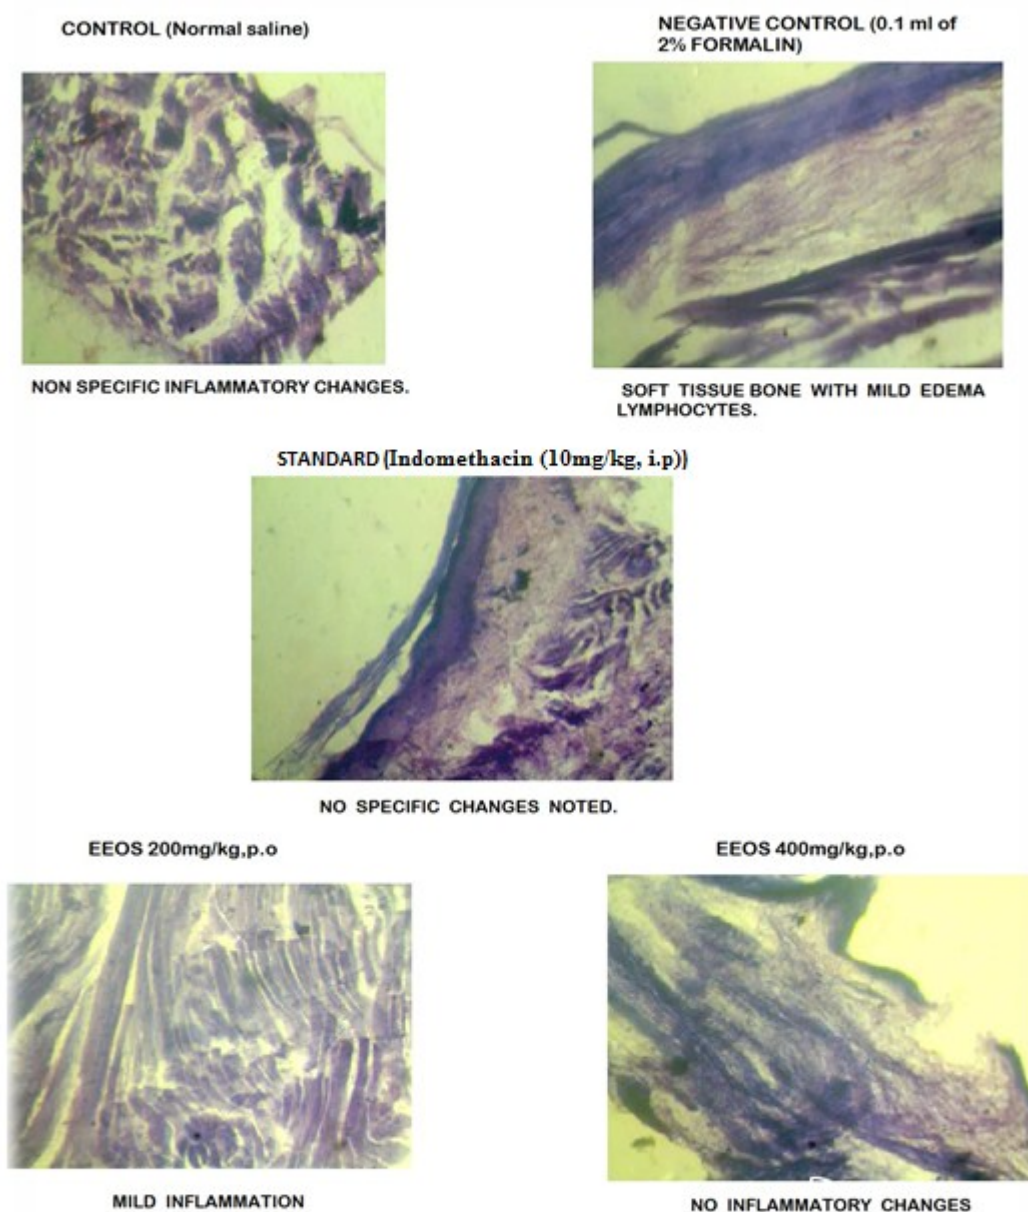 CONTROL (Normal saline)
NEGATIVE CONTROL (0.1 ml of
2% FORMALIN)
NON SPECIFIC INFLAMMATORY CHANGES.
SOFT TISSUE BONE WITH MILD EDEMA
LYMPHOCYTES.
STANDARD (Indomethacin (10mg/kg, i.p))
NO SPECIFIC CHANGES NOTED.
EEOS 200mg/kg,p.o
EEOS 400mg/kg,p.o
MILD INFLAMMATION
NO INFLAMMATORY CHANGES